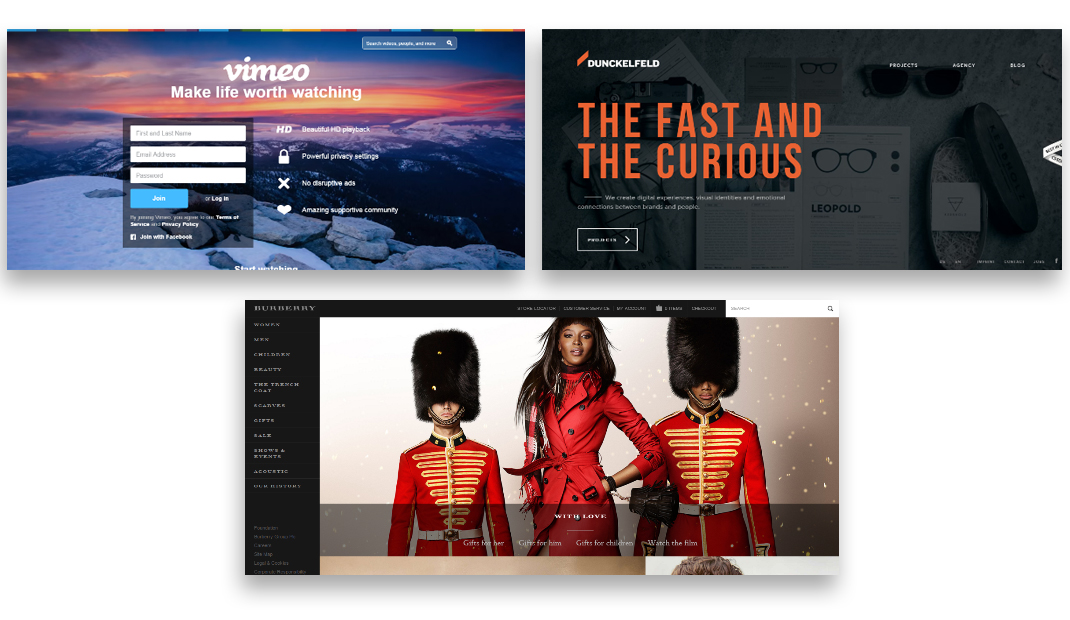 Search videos, people, and more
vimeo
Make life worth watching
First and Last Name
Email Address
Password
Join
or Log in
By joining Vimeo, you agree to our Terms of
Service and Privacy Policy
Join with Facebook
HD Beautiful HD playback
Powerful privacy settings
No disruptive ads
Amazing supportive community
Start watching
DUNCKELFELD
PROJECTS AGENCY BLOG
THE FAST AND
THE CURIOUS
We create digital experiences, visual identities and emotional
connections between brands and people.
PROJECTS
LEOPOLD
IMPRINT CONTACT JOBS
BURBERRY
STORE LOCATOR CUSTOMER SERVICE MY ACCOUNT 0 ITEMS CHECKOUT SEARCH
WOMEN
MEN
CHILDREN
BEAUTY
THE TRENCH
COAT
SCARVES
GIFTS
SALE
SHOWS &
EVENTS
ACOUSTIC
OUR HISTORY
Foundation
Careers
Site Map
Legal & Cookies
Corporate Responsibility
WITH LOVE
Gifts for her Gifts for him Gifts for children Watch the film